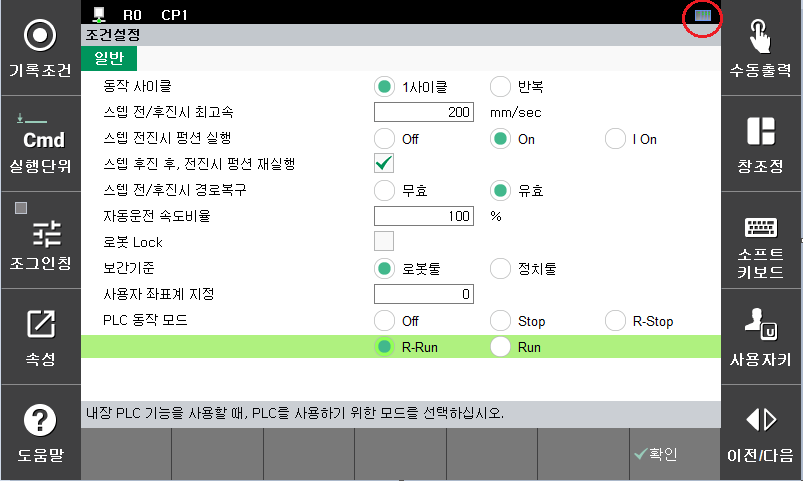 R0 CP1
조건설정
일반
기록조건
Cmd
실행단위
조그인칭
속성
?
도움말
동작 사이클 1사이클 반복
스텝 전/후진시 최고속 200 mm/sec
스텝 전진시 펑션 실행 Off On I On
스텝 후진 후, 전진시 펑션 재실행
스텝 전/후진시 경로복구 무효 유효
자동운전 속도비율 100 %
로봇 Lock
보간기준 로봇툴 정치툴
사용자 좌표계 지정 0
PLC 동작 모드 Off Stop R-Stop
R-Run Run
내장 PLC 기능을 사용할 때, PLC를 사용하기 위한 모드를 선택하십시오.
확인
수동출력
창조정
소프트
키보드
U
사용자키
이전/다음